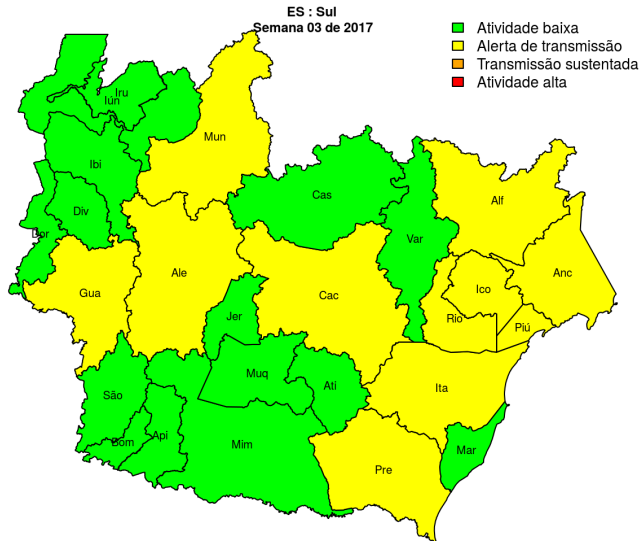 ES : Sul
Semana 03 de 2017
Atividade baixa
Alerta de transmissão
Transmissão sustentada
Atividade alta
Iru
Iún
Mun
Ibi
Cas
Alf
Div
Dor
Var
Anc
Ale
Gua
Cac
Ico
Jer
Rio
Piú
Muq
Ati
Ita
São
Api
Bom
Mim
Mar
Pre